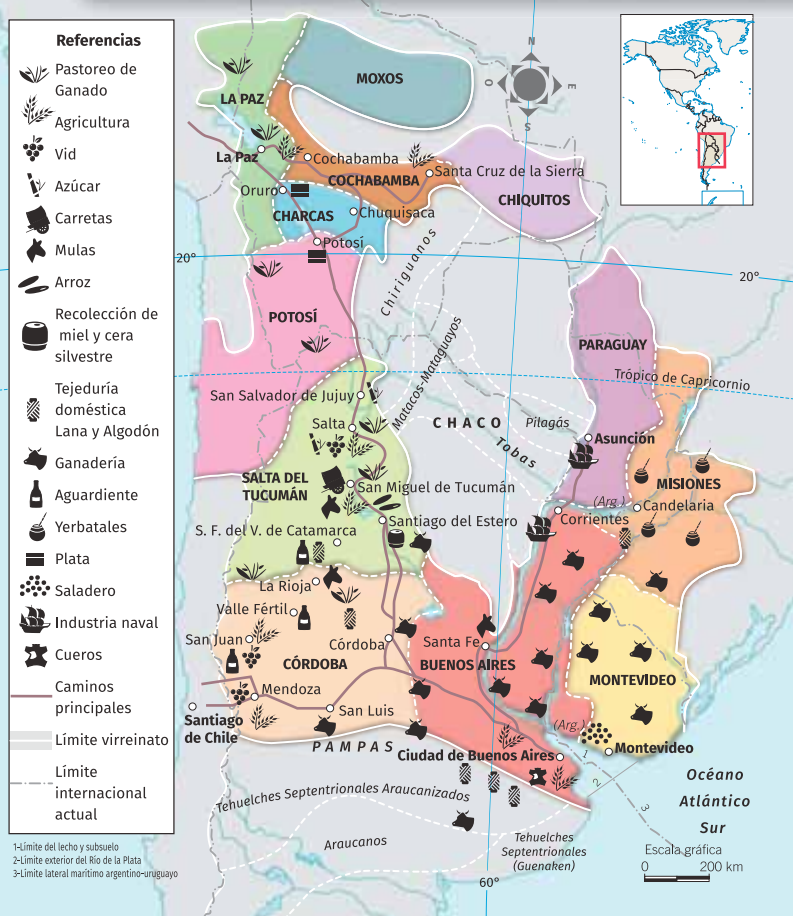 Referencias
Pastoreo de
Ganado
Agricultura
Vid
Azúcar
Carretas
Mulas
Arroz
Recolección de
miel y cera
silvestre
Tejeduría
doméstica
Lana y Algodón
Ganadería
Aguardiente
Yerbatales
Plata
Saladero
Industria naval
Cueros
Caminos
principales
Límite virreinato
Límite
internacional
actual
1-Límite del lecho y subsuelo
2-Límite exterior del Río de la Plata
3-Límite lateral marítimo argentino-uruguayo
N
O
E
S
MOXOS
LA PAZ
La Paz
Cochabamba
COCHABAMBA
Santa Cruz de la Sierra
Oruro
CHARCAS
Chuquisaca
CHIQUITOS
Potosí
20°
20°
Chiriguanos
POTOSÍ
PARAGUAY
Matacos-Mataguayos
Trópico de Capricornio
San Salvador de Jujuy
Salta
CHACO
Pilagás
Tobas
Asunción
SALTA DEL
TUCUMÁN
San Miguel de Tucumán
MISIONES
(Arg.)
Candelaria
Corrientes
Santiago del Estero
S. F. del V. de Catamarca
La Rioja
Valle Fértil
San Juan
Córdoba
CÓRDOBA
Santa Fe
BUENOS AIRES
MONTEVIDEO
Mendoza
San Luis
Santiago
de Chile
(Arg.)
PAMPAS
Ciudad de Buenos Aires
Montevideo
1
2
3
Océano
Atlántico
Sur
Tehuelches Septentrionales Araucanizados
Araucanos
Tehuelches
Septentrionales
(Guenaken)
Escala gráfica
0 200 km
60°